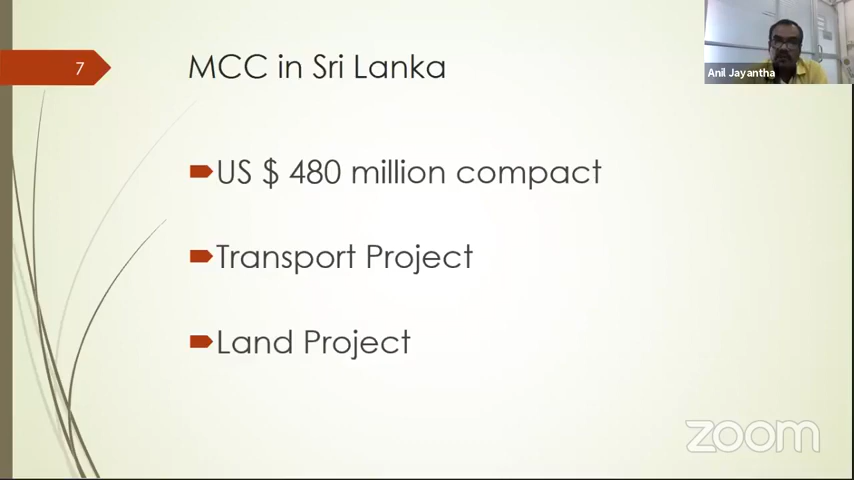 7
MCC in Sri Lanka
Anil Jayantha
US $ 480 million compact
Transport Project
Land Project
zoom